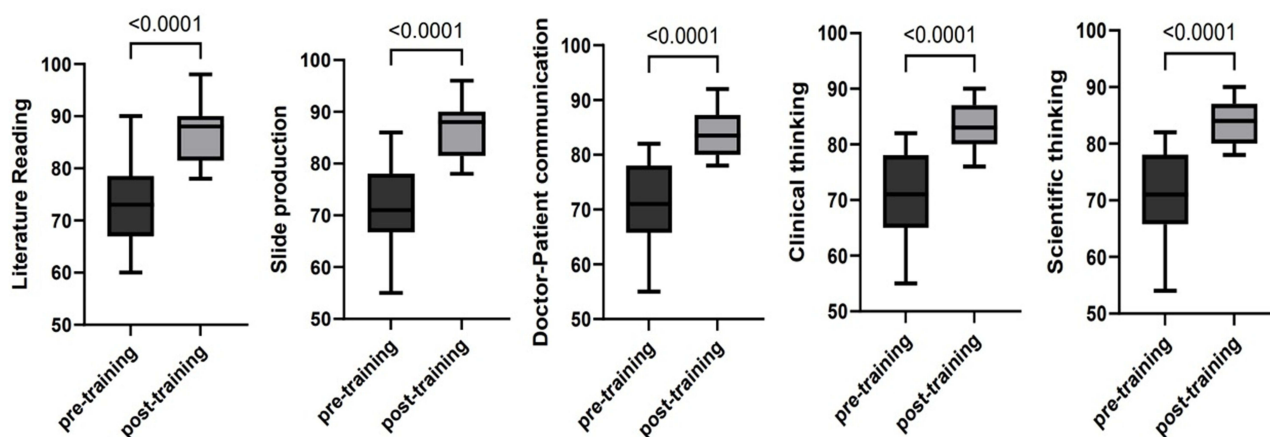 <0.0001
Literature Reading
100
90
80
70
60
50
pre-training
post-training
<0.0001
Slide production
100
90
80
70
60
50
pre-training
post-training
<0.0001
Doctor-Patient communication
100
90
80
70
60
50
pre-training
post-training
<0.0001
Clinical thinking
100
90
80
70
60
50
pre-training
post-training
<0.0001
Scientific thinking
100
90
80
70
60
50
pre-training
post-training